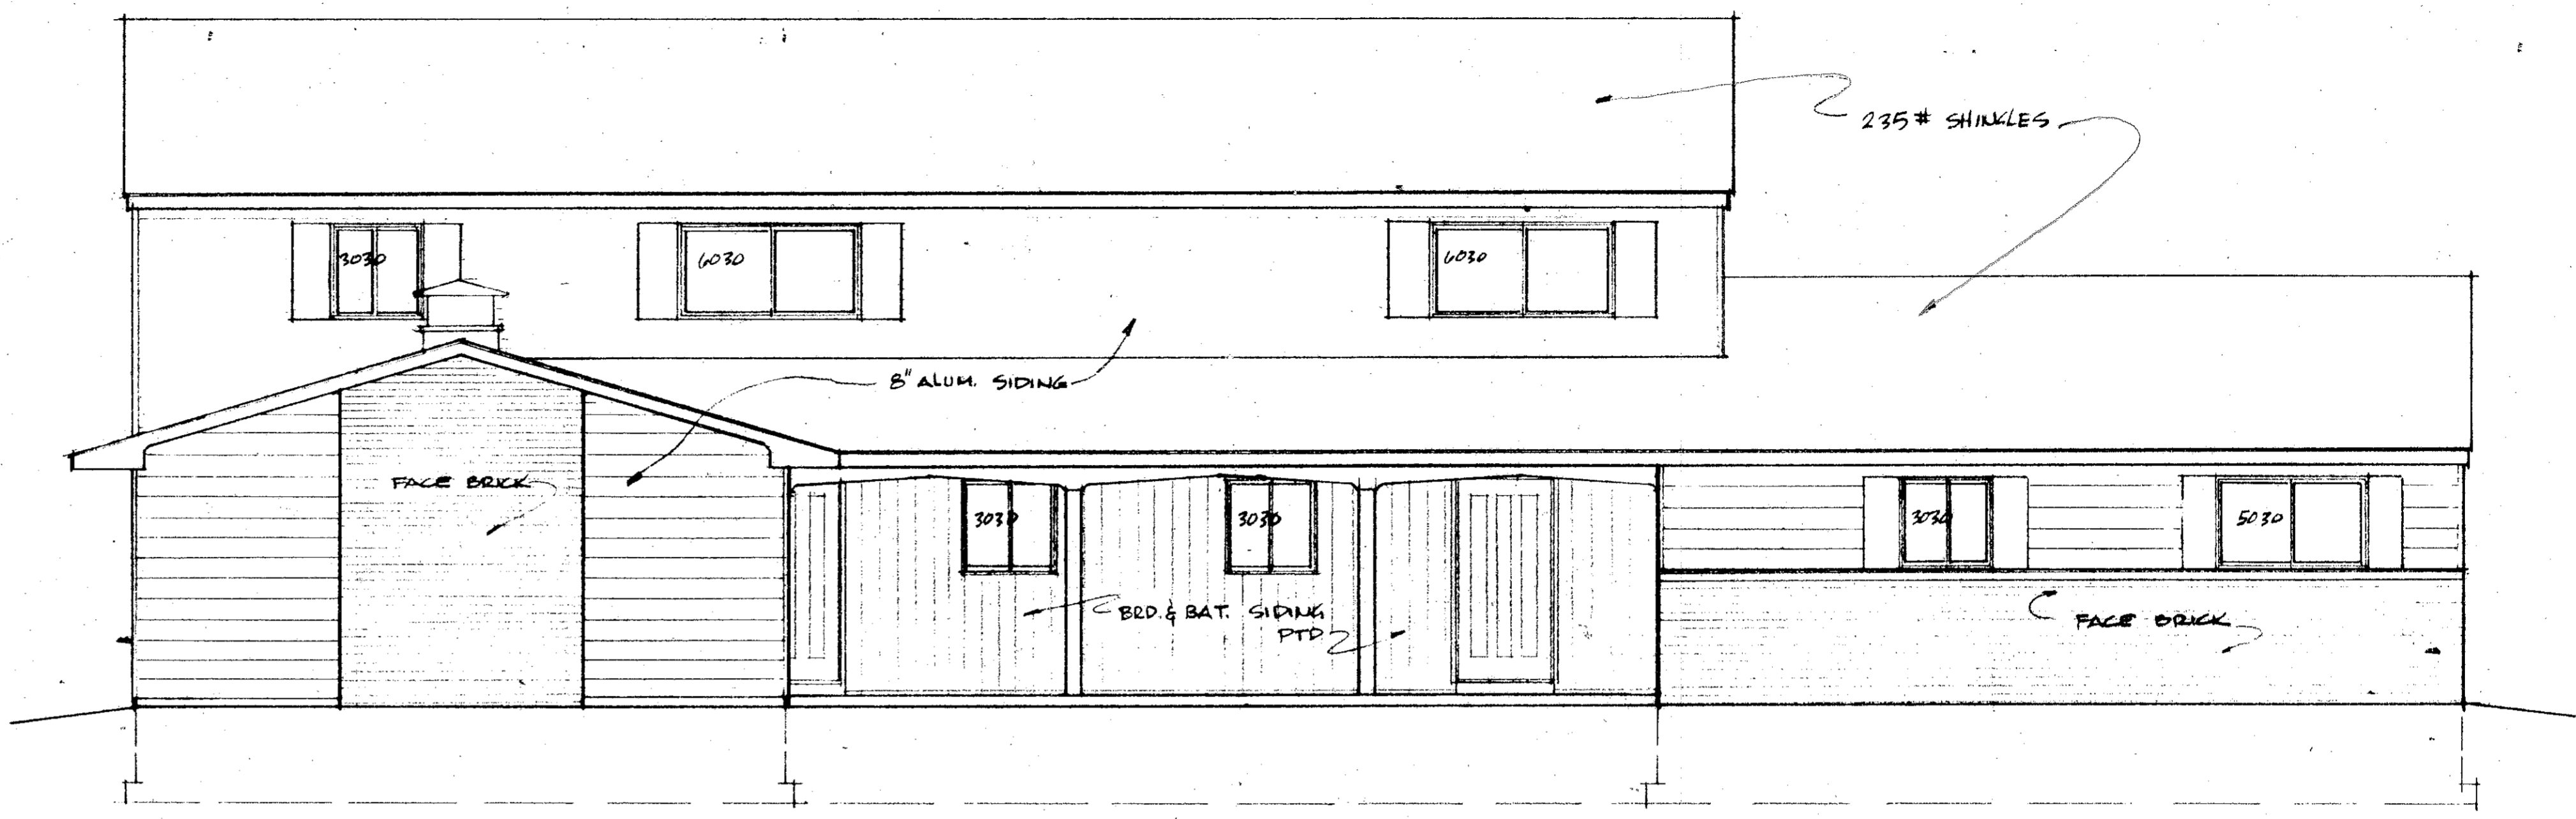 235# SHINGLES
3030
6030
6030
8" ALUM. SIDING
FACE BRICK
3030
3030
3030
5030
BRD. & BAT. SIDING
PTD
FACE BRICK